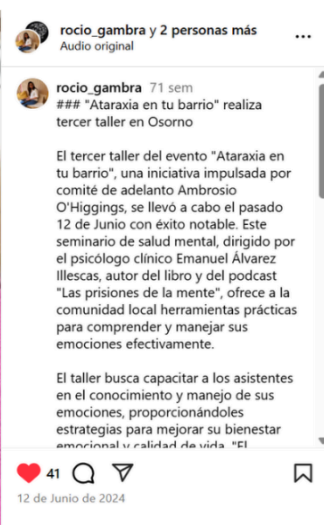 rocio_gambra y 2 personas más
Audio original
rocio_gambra 71 sem
### "Ataraxia en tu barrio" realiza
tercer taller en Osorno
El tercer taller del evento "Ataraxia en
tu barrio", una iniciativa impulsada por
comité de adelanto Ambrosio
O'Higgings, se llevó a cabo el pasado
12 de Junio con éxito notable. Este
seminario de salud mental, dirigido por
el psicólogo clínico Emanuel Álvarez
Illescas, autor del libro y del podcast
"Las prisiones de la mente", ofrece a la
comunidad local herramientas prácticas
para comprender y manejar sus
emociones efectivamente.
El taller busca capacitar a los asistentes
en el conocimiento y manejo de sus
emociones, proporcionándoles
estrategias para mejorar su bienestar
emocional y calidad de vida. "El
41
12 de Junio de 2024